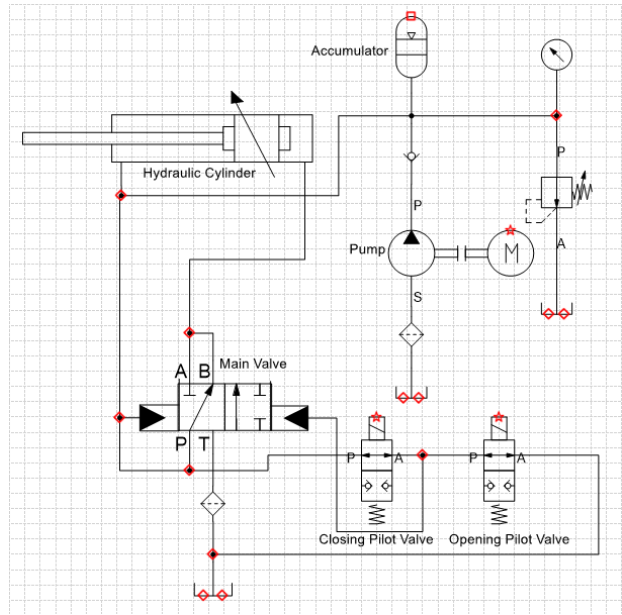 Accumulator
P
Hydraulic Cylinder
P
Pump
M
A
S
Main Valve
A B
P T
P A
P A
Closing Pilot Valve
Opening Pilot Valve